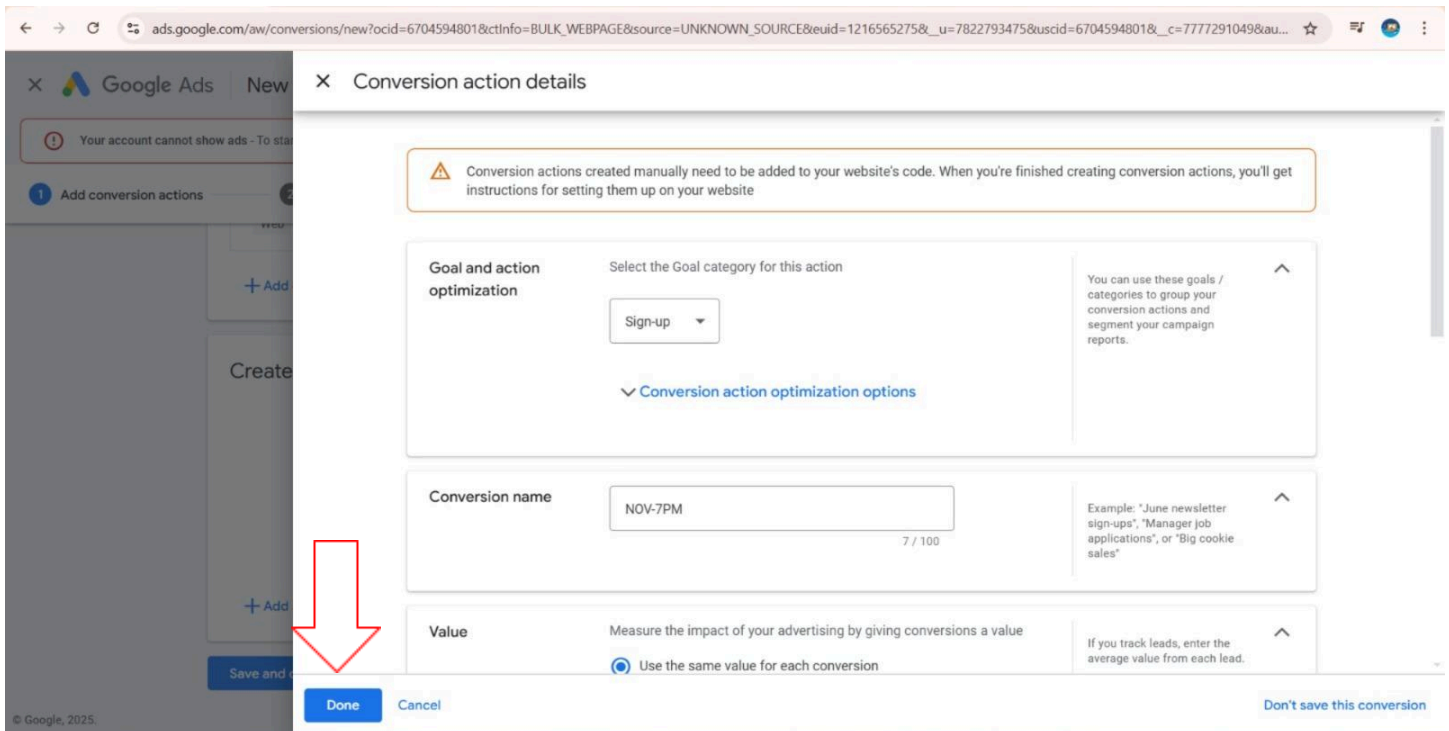 ads.google.com/aw/conversions/new?ocid=6704594801&ctInfo=BULK_WEBPAGE&source=UNKNOWN_SOURCE&euid=1216565275&__u=7822793475&uscid=6704594801&__c=7777291049&au...
Google Ads New
Conversion action details
Your account cannot show ads - To star
Conversion actions created manually need to be added to your website's code. When you're finished creating conversion actions, you'll get
instructions for setting them up on your website
1 Add conversion actions 2
Web
+ Add
Goal and action
optimization
Select the Goal category for this action
Sign-up
Conversion action optimization options
You can use these goals /
categories to group your
conversion actions and
segment your campaign
reports.
Create
Conversion name
NOV-7PM
7 / 100
Example: "June newsletter
sign-ups", "Manager job
applications", or "Big cookie
sales"
+ Add
Value
Measure the impact of your advertising by giving conversions a value
Use the same value for each conversion
If you track leads, enter the
average value from each lead.
Save and c
Done
Cancel
Don't save this conversion
© Google, 2025.